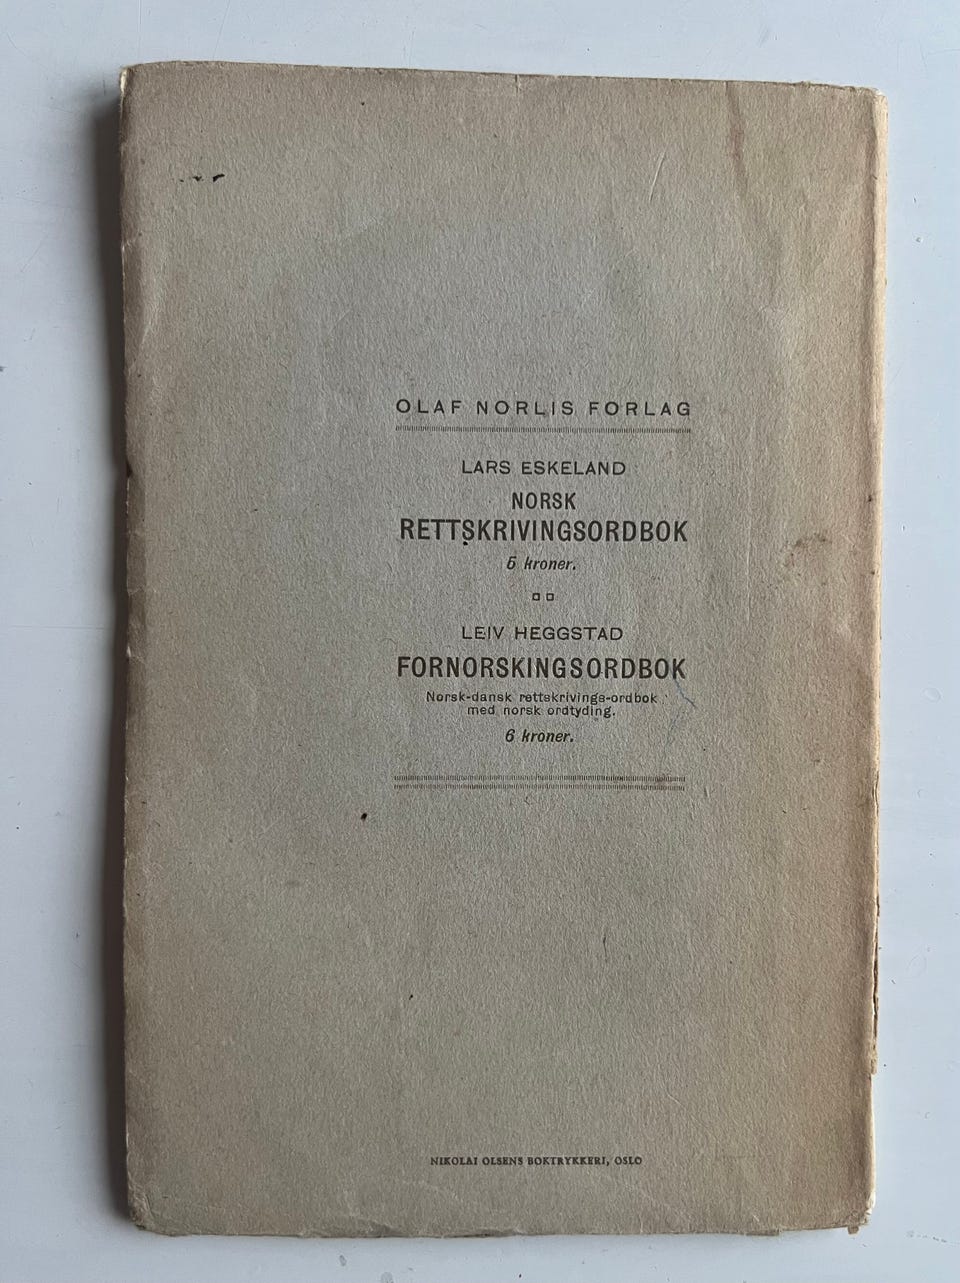 OLAF NORLIS FORLAG
LARS ESKELAND
NORSK
RETTSKRIVINGSORDBOK
5 kroner.
LEIV HEGGSTAD
FORNORSKINGSORDBOK
Norsk-dansk rettskrivings-ordbok
med norsk ordtyding.
6 kroner.
NIKOLAI OLSENS BOKTRYKKERI, OSLO